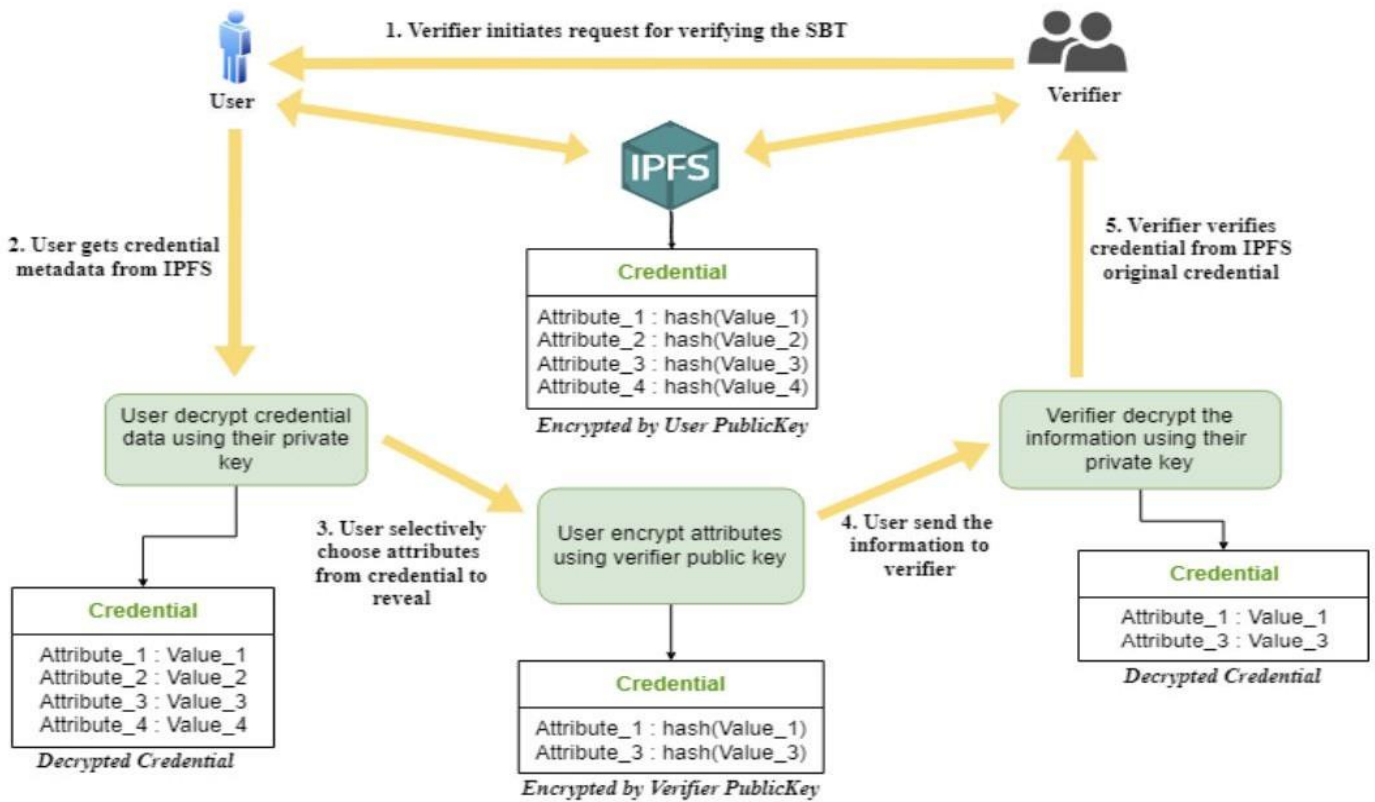 1. Verifier initiates request for verifying the SBT
User
Verifier
IPFS
2. User gets credential
metadata from IPFS
5. Verifier verifies
credential from IPFS
original credential
Credential
Attribute_1 : hash(Value_1)
Attribute_2 : hash(Value_2)
Attribute_3 : hash(Value_3)
Attribute_4 : hash(Value_4)
Encrypted by User PublicKey
User decrypt credential
data using their private
key
Verifier decrypt the
information using their
private key
3. User selectively
choose attributes
from credential to
reveal
User encrypt attributes
using verifier public key
4. User send the
information to
verifier
Credential
Attribute_1 : Value_1
Attribute_2 : Value_2
Attribute_3 : Value_3
Attribute_4 : Value_4
Decrypted Credential
Credential
Attribute_1 : hash(Value_1)
Attribute_3 : hash(Value_3)
Encrypted by Verifier PublicKey
Credential
Attribute_1 : Value_1
Attribute_3 : Value_3
Decrypted Credential